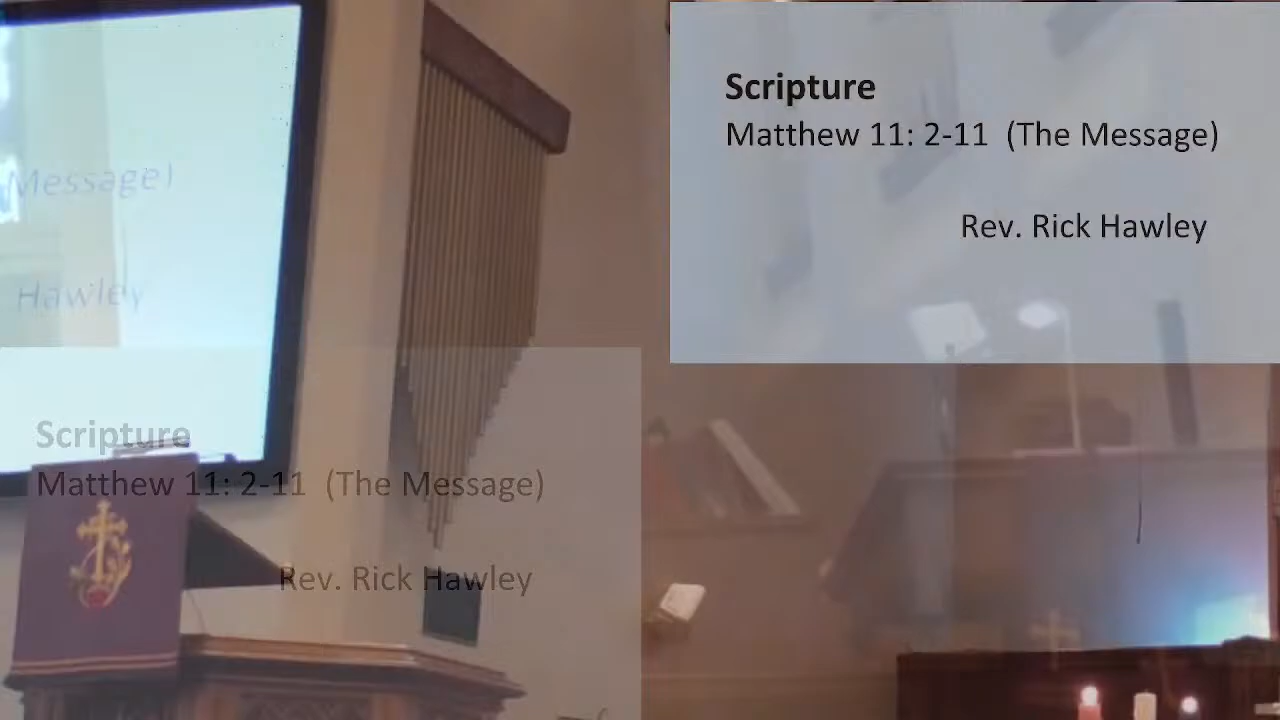 Scripture
Matthew 11: 2-11 (The Message)
Rev. Rick Hawley
Message)
Hawley
Scripture
Matthew 11: 2-11 (The Message)
Rev. Rick Hawley